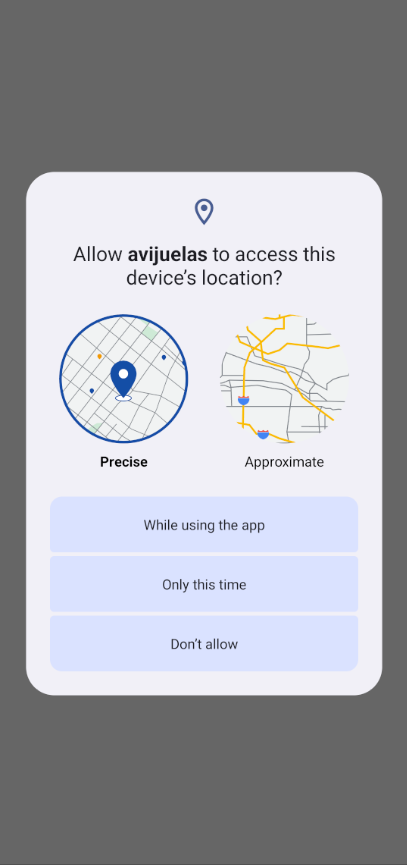 Allow avijuelas to access this
device’s location?
Precise
Approximate
While using the app
Only this time
Don’t allow